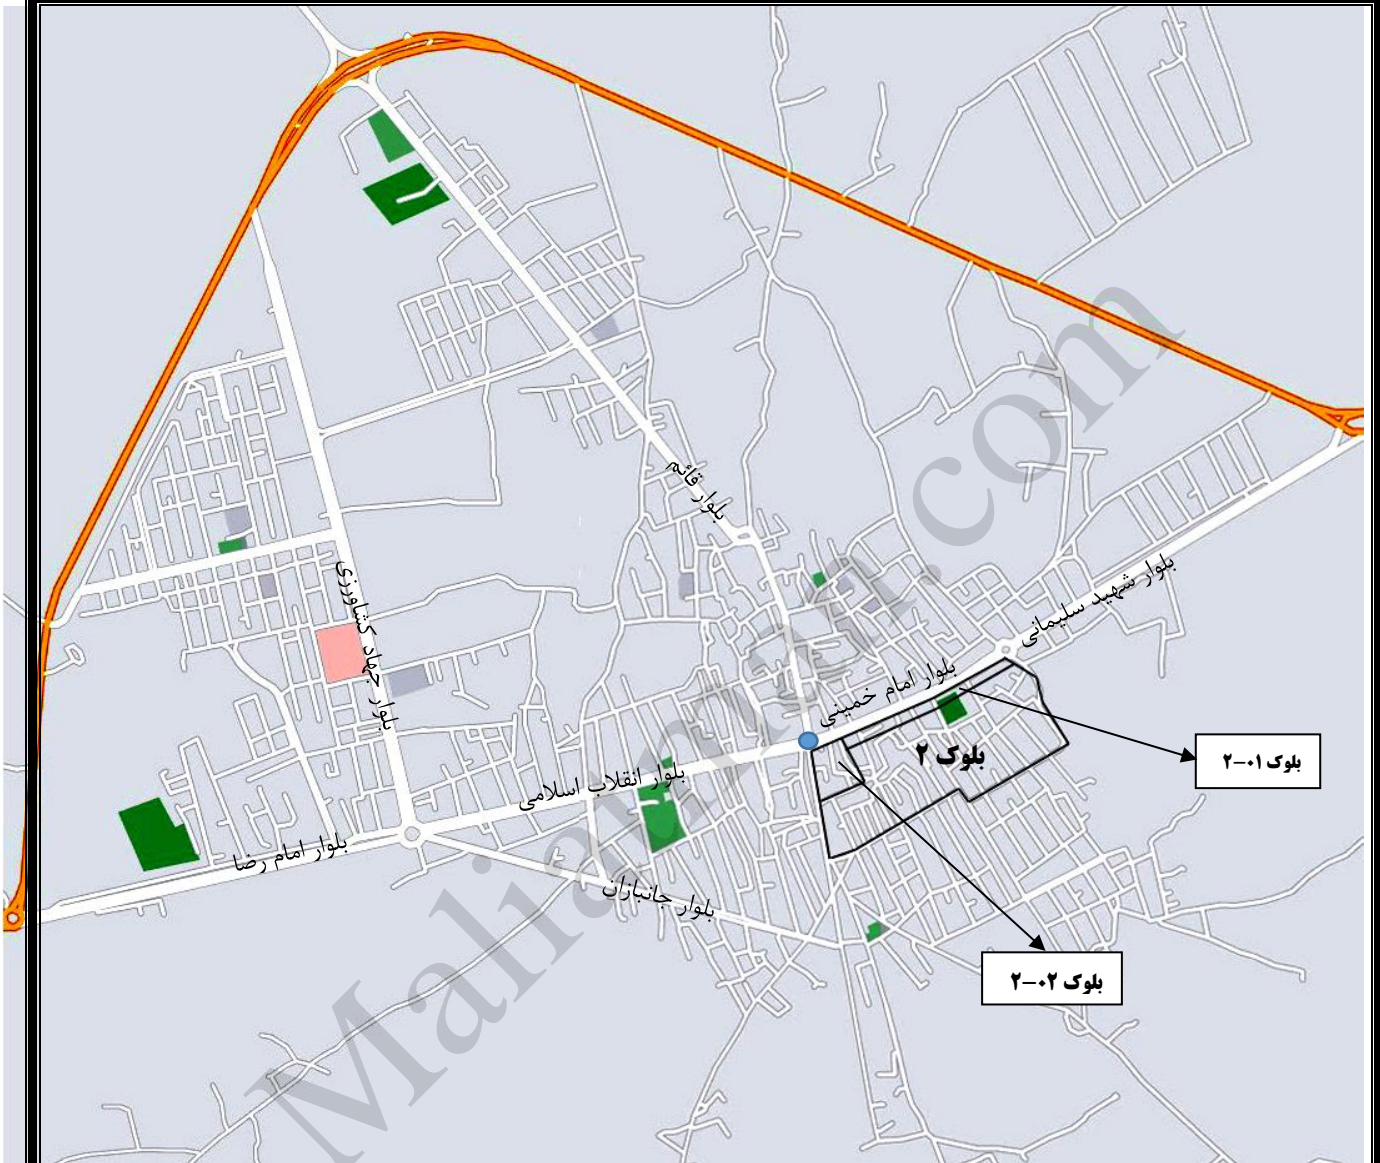 بلوار قائم
بلوار شهید سلیمانی
بلوار جهاد کشاورزی
بلوار امام خمینی
بلوک ۲
بلوک ۰۱-۲
بلوار انقلاب اسلامی
بلوار امام رضا
بلوار جانبازان
بلوک ۰۲-۲
Maliaman.com